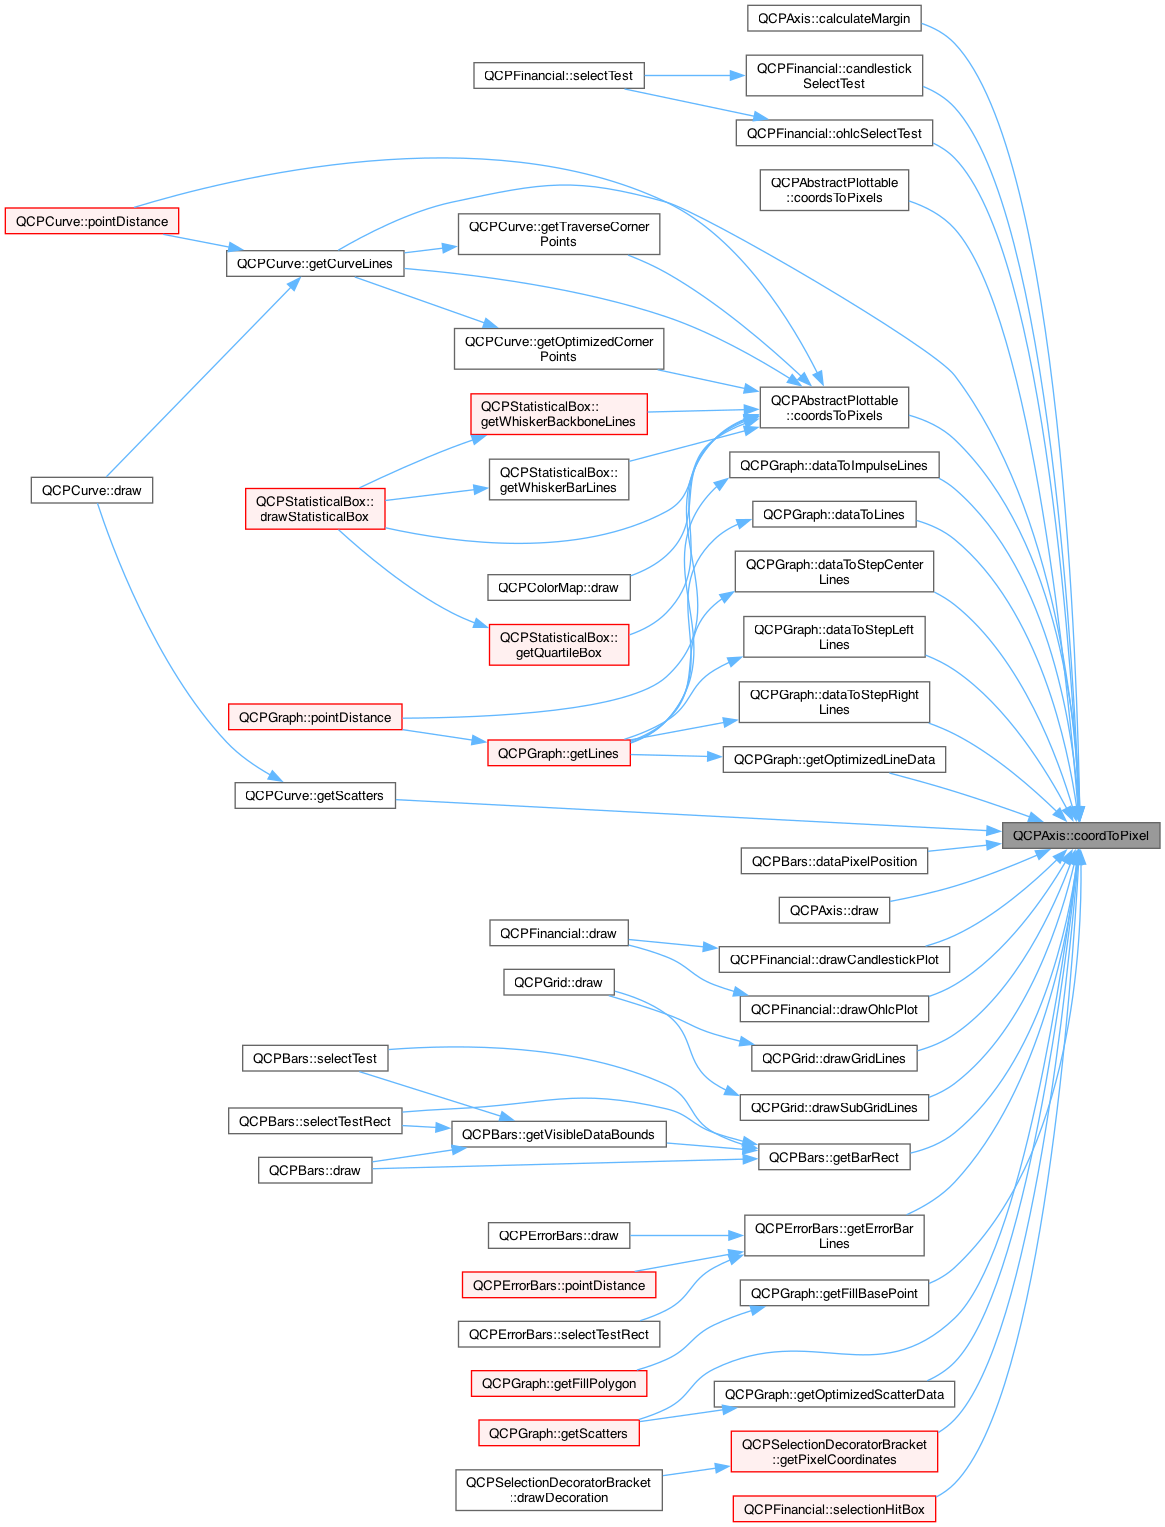 QCPAxis::calculateMargin
QCPFinancial::selectTest
QCPFinancial::candlestick
SelectTest
QCPFinancial::ohlcSelectTest
QCPAbstractPlottable
::coordsToPixels
QCPCurve::pointDistance
QCPCurve::getTraverseCorner
Points
QCPCurve::getCurveLines
QCPCurve::getOptimizedCorner
Points
QCPAbstractPlottable
::coordsToPixels
QCPStatisticalBox::
getWhiskerBackboneLines
QCPGraph::dataToImpulseLines
QCPStatisticalBox::
getWhiskerBarLines
QCPCurve::draw
QCPStatisticalBox::
drawStatisticalBox
QCPGraph::dataToLines
QCPGraph::dataToStepCenter
Lines
QCPColorMap::draw
QCPStatisticalBox::
getQuartileBox
QCPGraph::dataToStepLeft
Lines
QCPGraph::dataToStepRight
Lines
QCPGraph::pointDistance
QCPGraph::getLines
QCPGraph::getOptimizedLineData
QCPCurve::getScatters
QCPAxis::coordToPixel
QCPBars::dataPixelPosition
QCPAxis::draw
QCPFinancial::draw
QCPFinancial::drawCandlestickPlot
QCPGrid::draw
QCPFinancial::drawOhlcPlot
QCPBars::selectTest
QCPGrid::drawGridLines
QCPGrid::drawSubGridLines
QCPBars::selectTestRect
QCPBars::getVisibleDataBounds
QCPBars::getBarRect
QCPBars::draw
QCPErrorBars::draw
QCPErrorBars::getErrorBar
Lines
QCPErrorBars::pointDistance
QCPGraph::getFillBasePoint
QCPErrorBars::selectTestRect
QCPGraph::getFillPolygon
QCPGraph::getOptimizedScatterData
QCPGraph::getScatters
QCPSelectionDecoratorBracket
::getPixelCoordinates
QCPSelectionDecoratorBracket
::drawDecoration
QCPFinancial::selectionHitBox